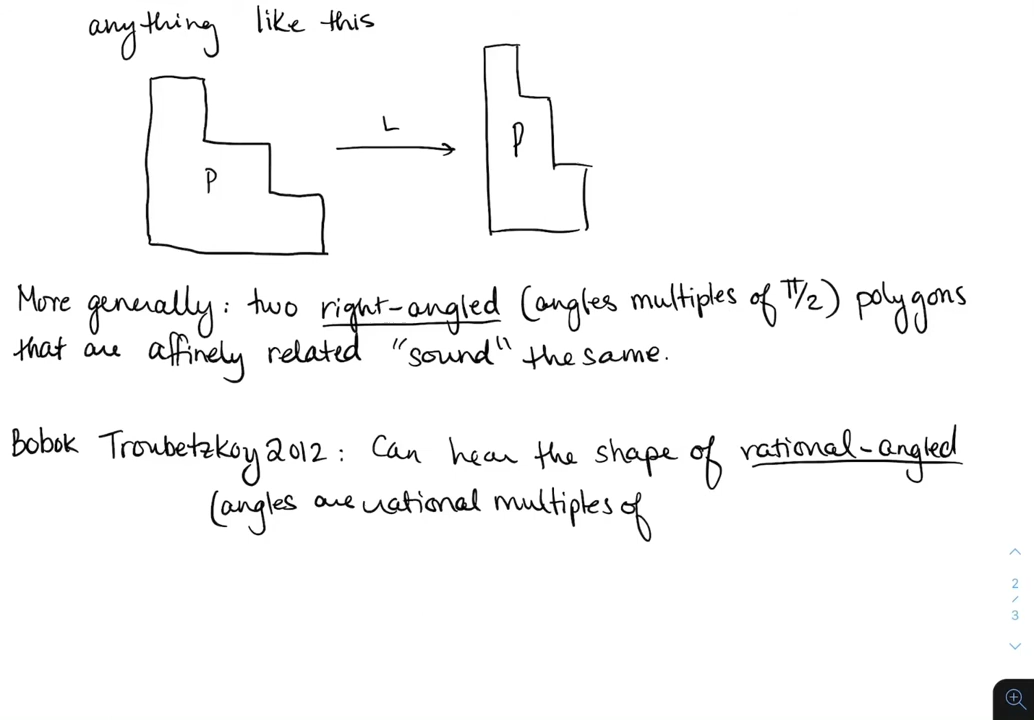 anything like this
L
P
P
More generally: two right-angled (angles multiples of π/2) polygons
that are affinely related "sound" the same.
Bobok Troubetzkoy 2012: Can hear the shape of rational-angled
(angles are rational multiples of
2
/
3